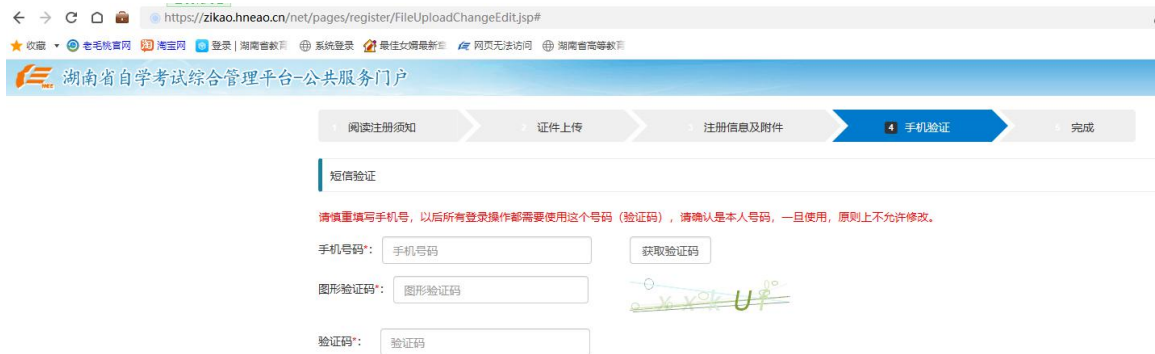 https://zikao.hneao.cn/net/pages/register/FileUploadChangeEdit.jsp#
收藏 老毛桃官网 淘宝网 登录 | 湖南省教育 系统登录 最佳女婿最新章 网页无法访问 湖南省高等教育
湖南省自学考试综合管理平台-公共服务门户
1 阅读注册须知 2 证件上传 3 注册信息及附件 4 手机验证 5 完成
短信验证
请慎重填写手机号，以后所有登录操作都需要使用这个号码（验证码），请确认是本人号码，一旦使用，原则上不允许修改。
手机号码*： 手机号码 获取验证码
图形验证码*： 图形验证码
验证码*： 验证码